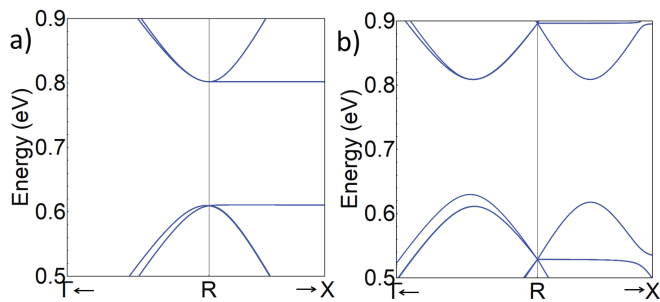 a)
0.9
0.8
0.7
0.6
0.5
Energy (eV)
Γ←
R
→X
b)
0.9
0.8
0.7
0.6
0.5
Energy (eV)
Γ←
R
→X